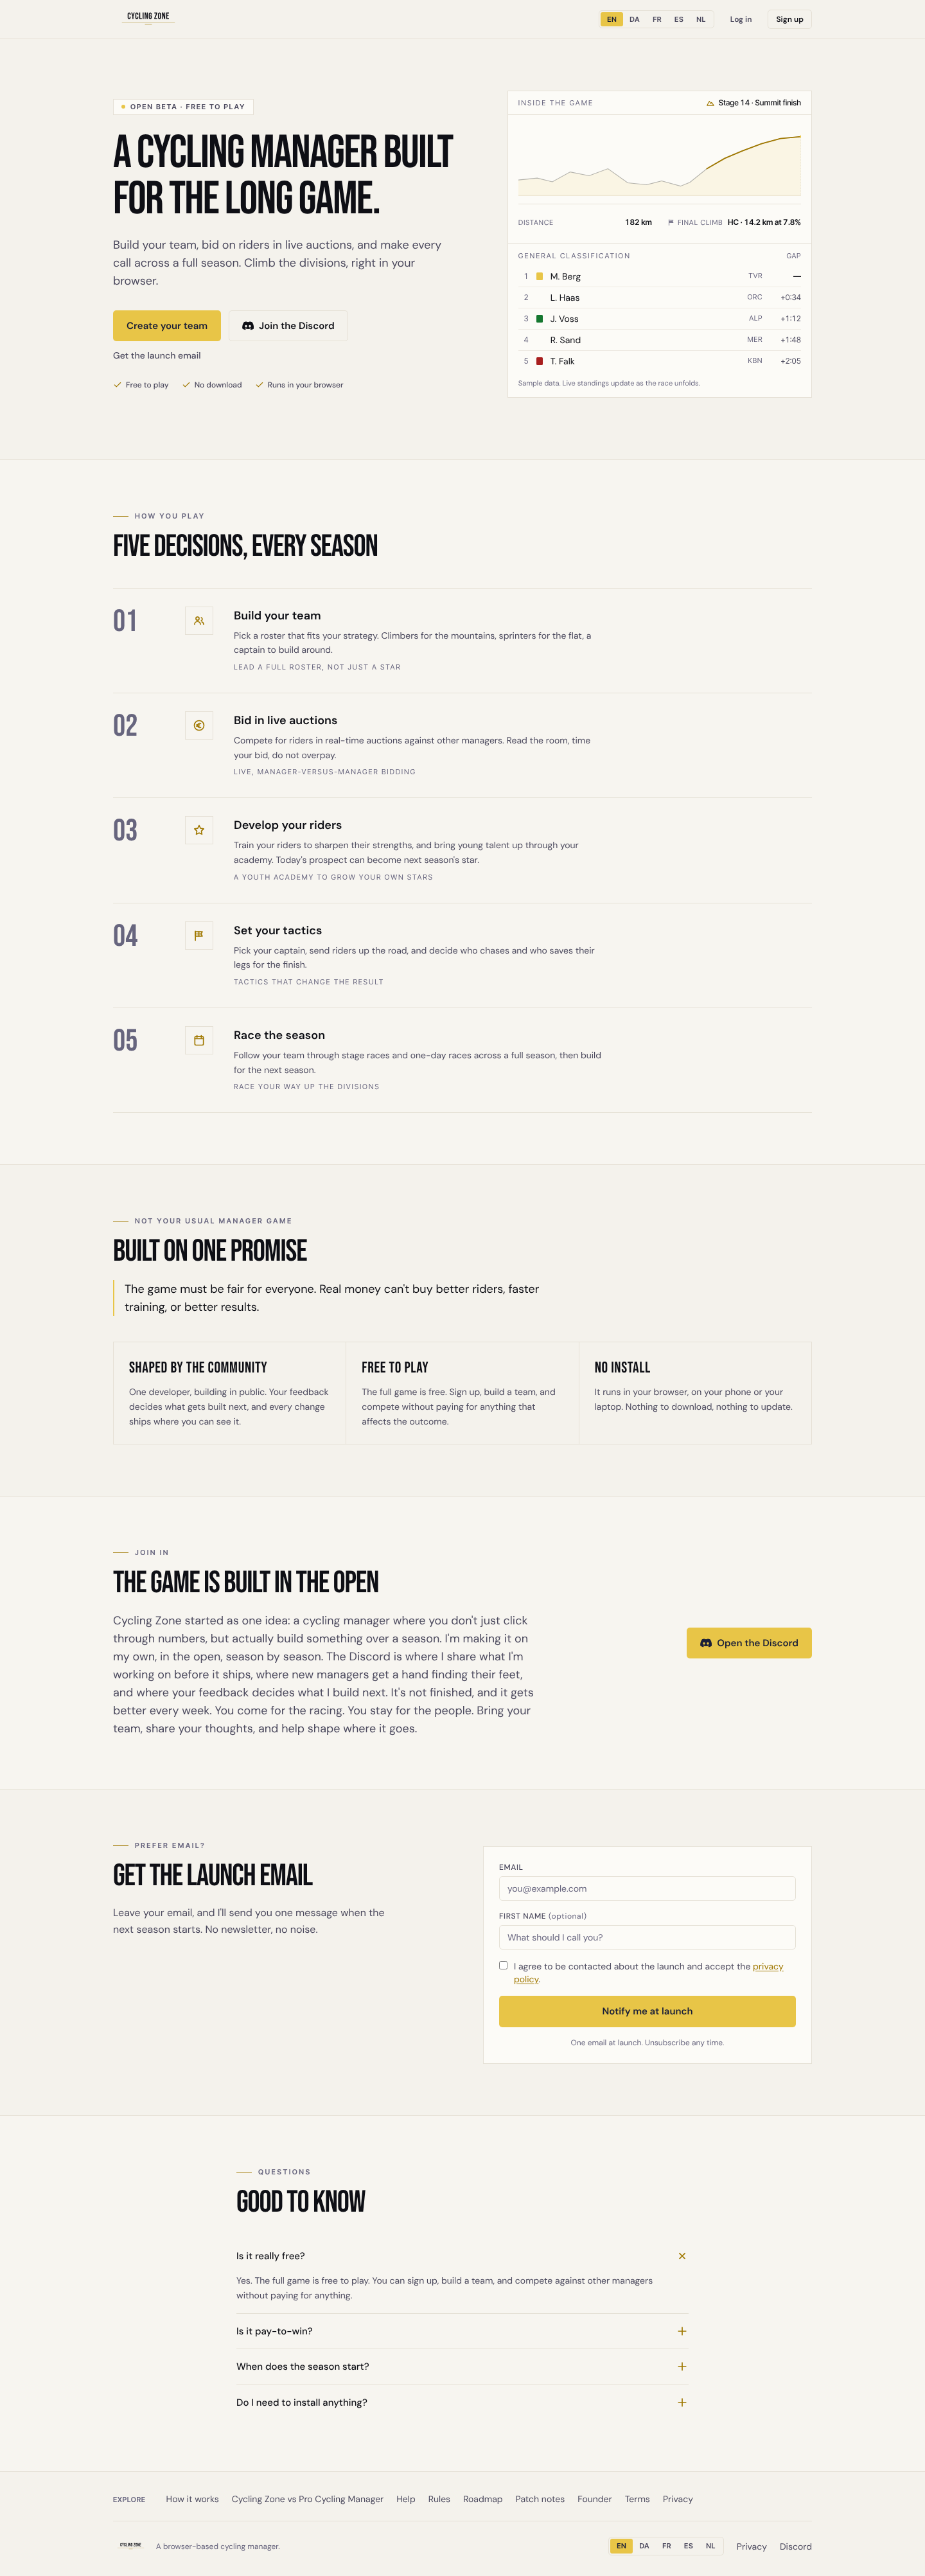 CYCLING ZONE
EN DA FR ES NL Log in Sign up
OPEN BETA · FREE TO PLAY
A CYCLING MANAGER BUILT
FOR THE LONG GAME.
Build your team, bid on riders in live auctions, and make every
call across a full season. Climb the divisions, right in your
browser.
Create your team Join the Discord
Get the launch email
Free to play No download Runs in your browser
INSIDE THE GAME Stage 14 · Summit finish
DISTANCE 182 km FINAL CLIMB HC · 14.2 km at 7.8%
GENERAL CLASSIFICATION GAP
1 M. Berg TVR —
2 L. Haas ORC +0:34
3 J. Voss ALP +1:12
4 R. Sand MER +1:48
5 T. Falk KBN +2:05
Sample data. Live standings update as the race unfolds.
HOW YOU PLAY
FIVE DECISIONS, EVERY SEASON
01
Build your team
Pick a roster that fits your strategy. Climbers for the mountains, sprinters for the flat, a
captain to build around.
LEAD A FULL ROSTER, NOT JUST A STAR
02
Bid in live auctions
Compete for riders in real-time auctions against other managers. Read the room, time
your bid, do not overpay.
LIVE, MANAGER-VERSUS-MANAGER BIDDING
03
Develop your riders
Train your riders to sharpen their strengths, and bring young talent up through your
academy. Today's prospect can become next season's star.
A YOUTH ACADEMY TO GROW YOUR OWN STARS
04
Set your tactics
Pick your captain, send riders up the road, and decide who chases and who saves their
legs for the finish.
TACTICS THAT CHANGE THE RESULT
05
Race the season
Follow your team through stage races and one-day races across a full season, then build
for the next season.
RACE YOUR WAY UP THE DIVISIONS
NOT YOUR USUAL MANAGER GAME
BUILT ON ONE PROMISE
The game must be fair for everyone. Real money can't buy better riders, faster
training, or better results.
SHAPED BY THE COMMUNITY
One developer, building in public. Your feedback
decides what gets built next, and every change
ships where you can see it.
FREE TO PLAY
The full game is free. Sign up, build a team, and
compete without paying for anything that
affects the outcome.
NO INSTALL
It runs in your browser, on your phone or your
laptop. Nothing to download, nothing to update.
JOIN IN
THE GAME IS BUILT IN THE OPEN
Cycling Zone started as one idea: a cycling manager where you don't just click
through numbers, but actually build something over a season. I'm making it on
my own, in the open, season by season. The Discord is where I share what I'm
working on before it ships, where new managers get a hand finding their feet,
and where your feedback decides what I build next. It's not finished, and it gets
better every week. You come for the racing. You stay for the people. Bring your
team, share your thoughts, and help shape where it goes.
Open the Discord
PREFER EMAIL?
GET THE LAUNCH EMAIL
Leave your email, and I'll send you one message when the
next season starts. No newsletter, no noise.
EMAIL
you@example.com
FIRST NAME (optional)
What should I call you?
I agree to be contacted about the launch and accept the privacy
policy.
Notify me at launch
One email at launch. Unsubscribe any time.
QUESTIONS
GOOD TO KNOW
Is it really free?
Yes. The full game is free to play. You can sign up, build a team, and compete against other managers
without paying for anything.
Is it pay-to-win?
When does the season start?
Do I need to install anything?
EXPLORE How it works Cycling Zone vs Pro Cycling Manager Help Rules Roadmap Patch notes Founder Terms Privacy
CYCLING ZONE A browser-based cycling manager. EN DA FR ES NL Privacy Discord